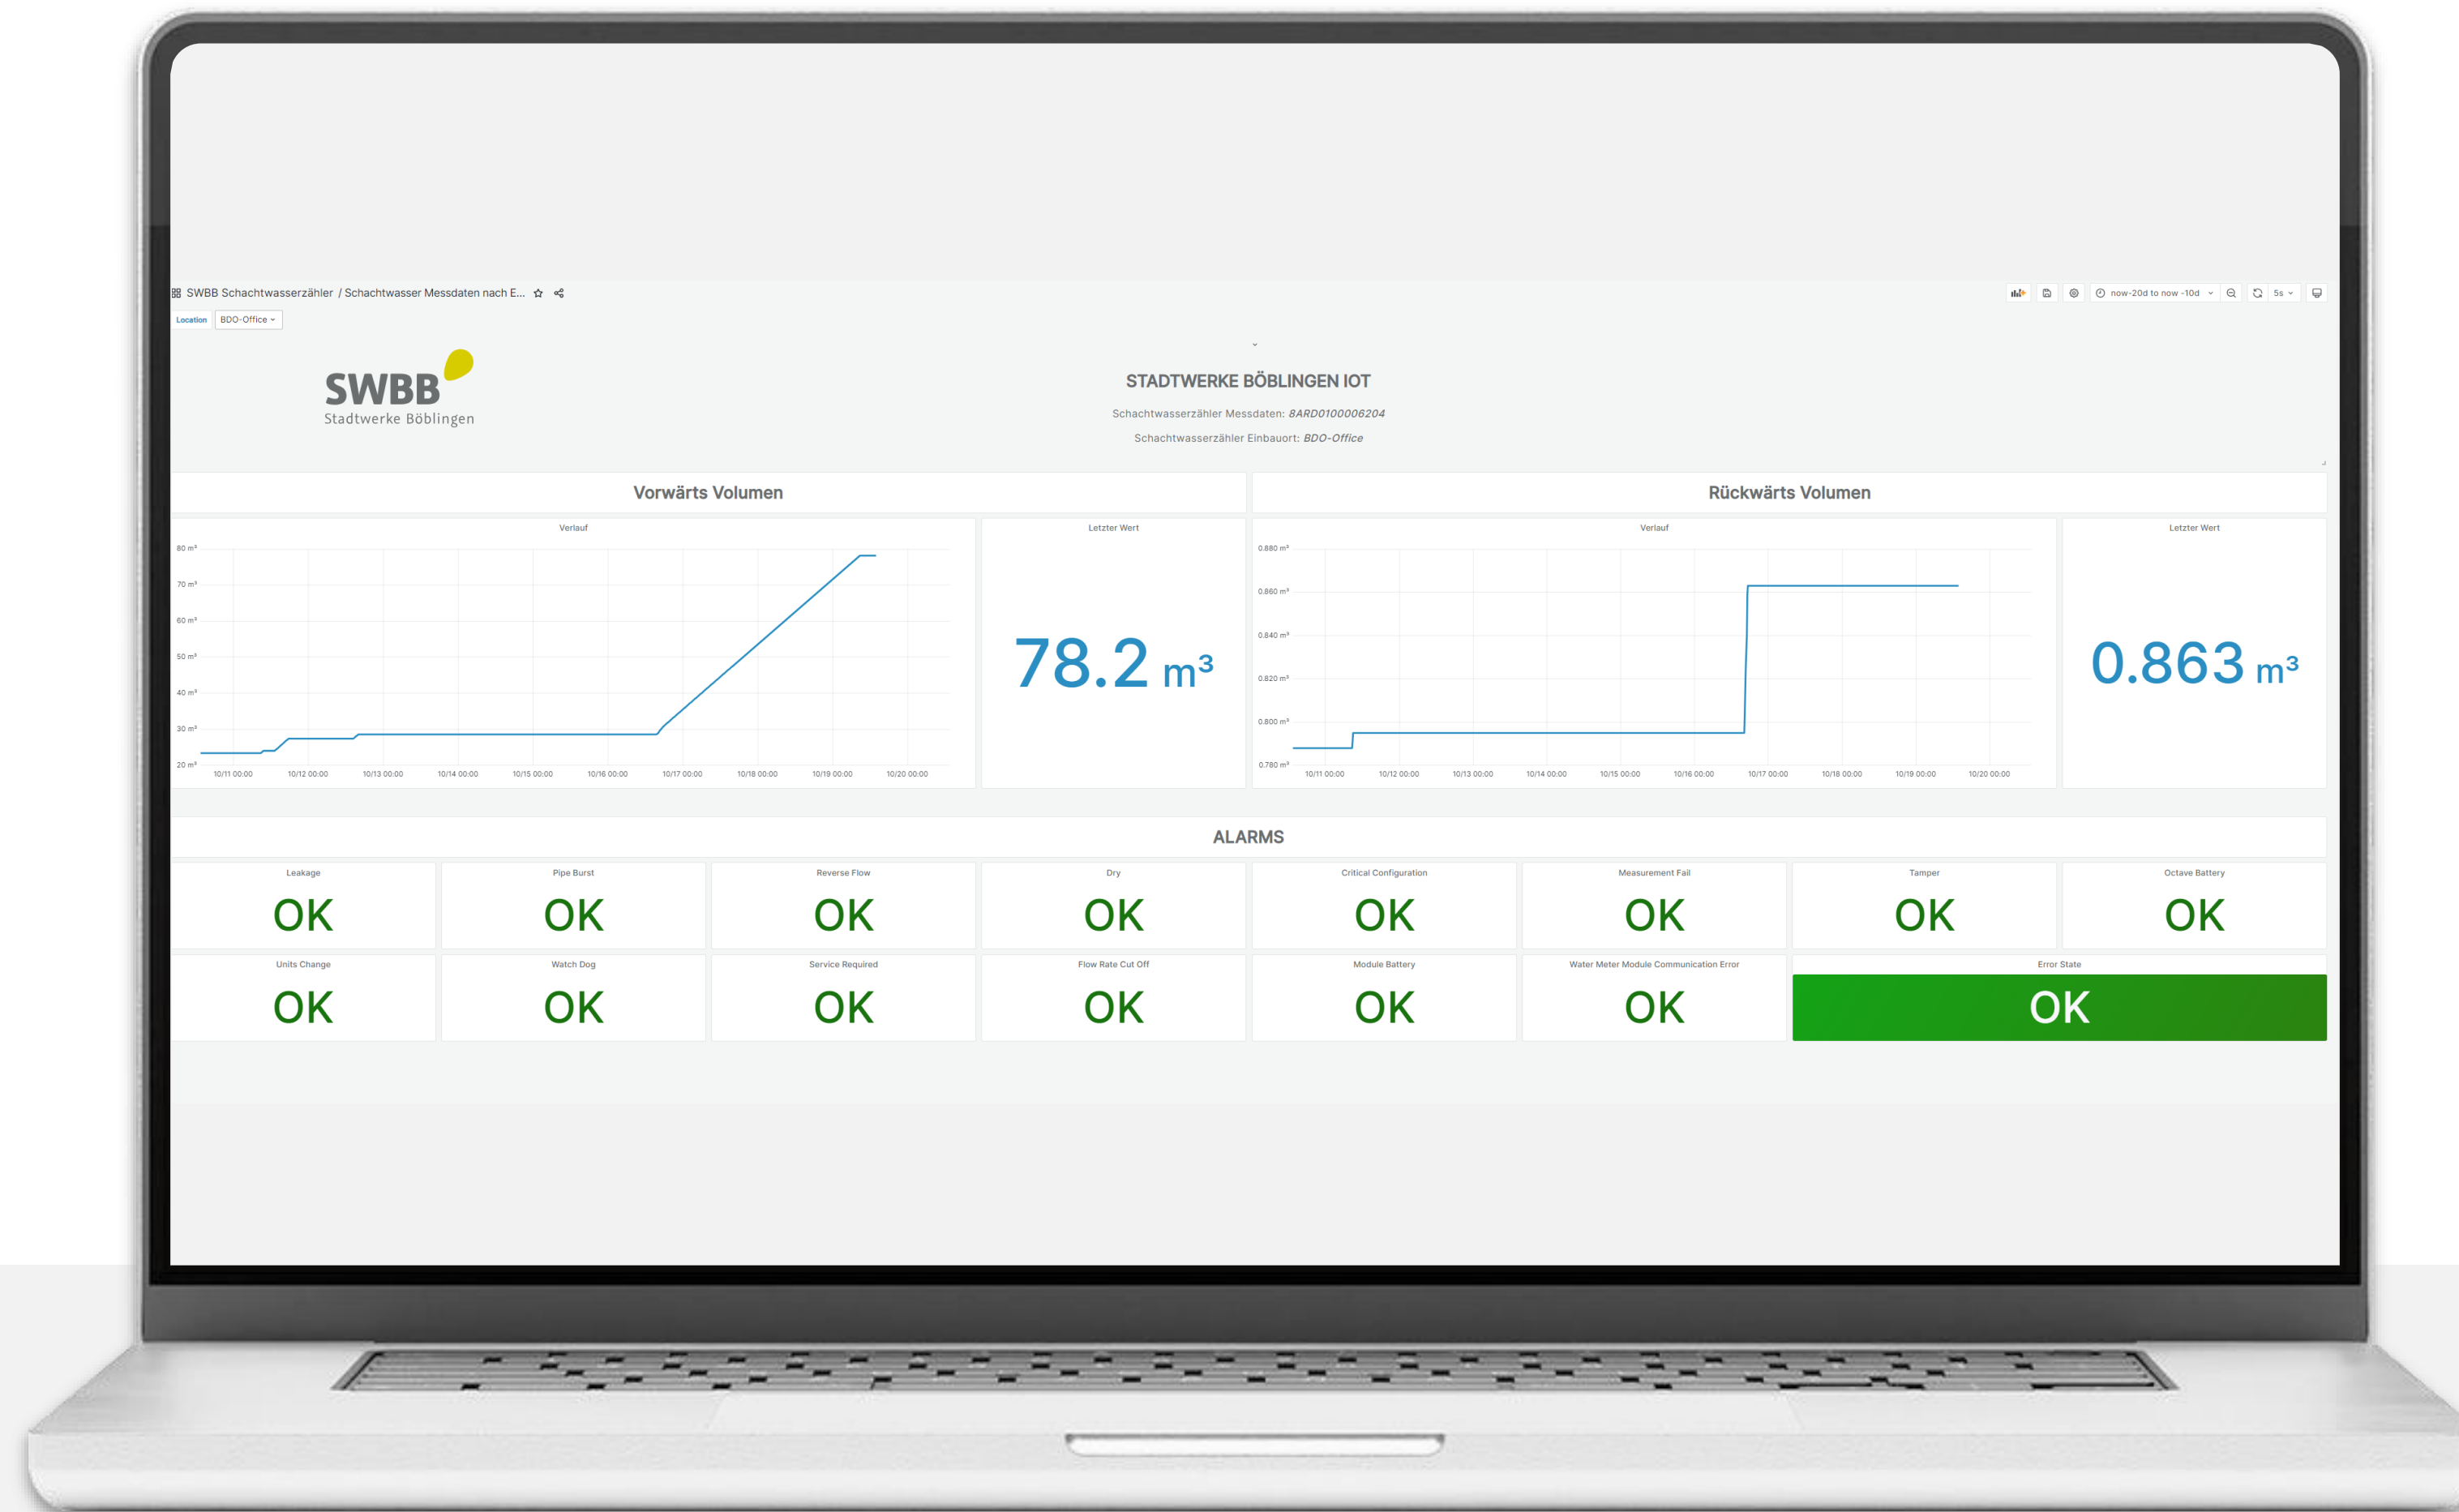 SWBB Schachtwasserzähler / Schachtwasser Messdaten nach E...
now-20d to now -10d
5s
Location
BDO-Office
SWBB
Stadtwerke Böblingen
STADTWERKE BÖBLINGEN IOT
Schachtwasserzähler Messdaten: 8ARD0100006204
Schachtwasserzähler Einbauort: BDO-Office
Vorwärts Volumen
Verlauf
80 m³
70 m³
60 m³
50 m³
40 m³
30 m³
20 m³
10/11 00:00 10/12 00:00 10/13 00:00 10/14 00:00 10/15 00:00 10/16 00:00 10/17 00:00 10/18 00:00 10/19 00:00 10/20 00:00
Letzter Wert
78.2 m³
Rückwärts Volumen
Verlauf
0.880 m³
0.860 m³
0.840 m³
0.820 m³
0.800 m³
0.780 m³
10/11 00:00 10/12 00:00 10/13 00:00 10/14 00:00 10/15 00:00 10/16 00:00 10/17 00:00 10/18 00:00 10/19 00:00 10/20 00:00
Letzter Wert
0.863 m³
ALARMS
Leakage
OK
Pipe Burst
OK
Reverse Flow
OK
Dry
OK
Critical Configuration
OK
Measurement Fail
OK
Tamper
OK
Octave Battery
OK
Units Change
OK
Watch Dog
OK
Service Required
OK
Flow Rate Cut Off
OK
Module Battery
OK
Water Meter Module Communication Error
OK
Error State
OK